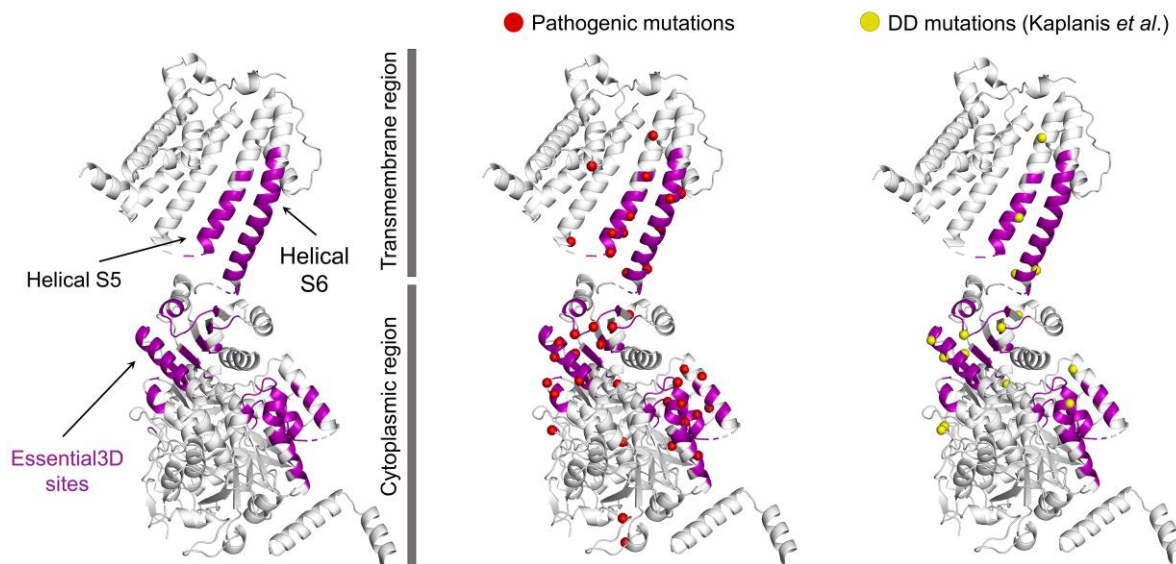 Pathogenic mutations
DD mutations (Kaplanis et al.)
Transmembrane region
Helical S5
Helical
S6
Cytoplasmic region
Essential3D
sites